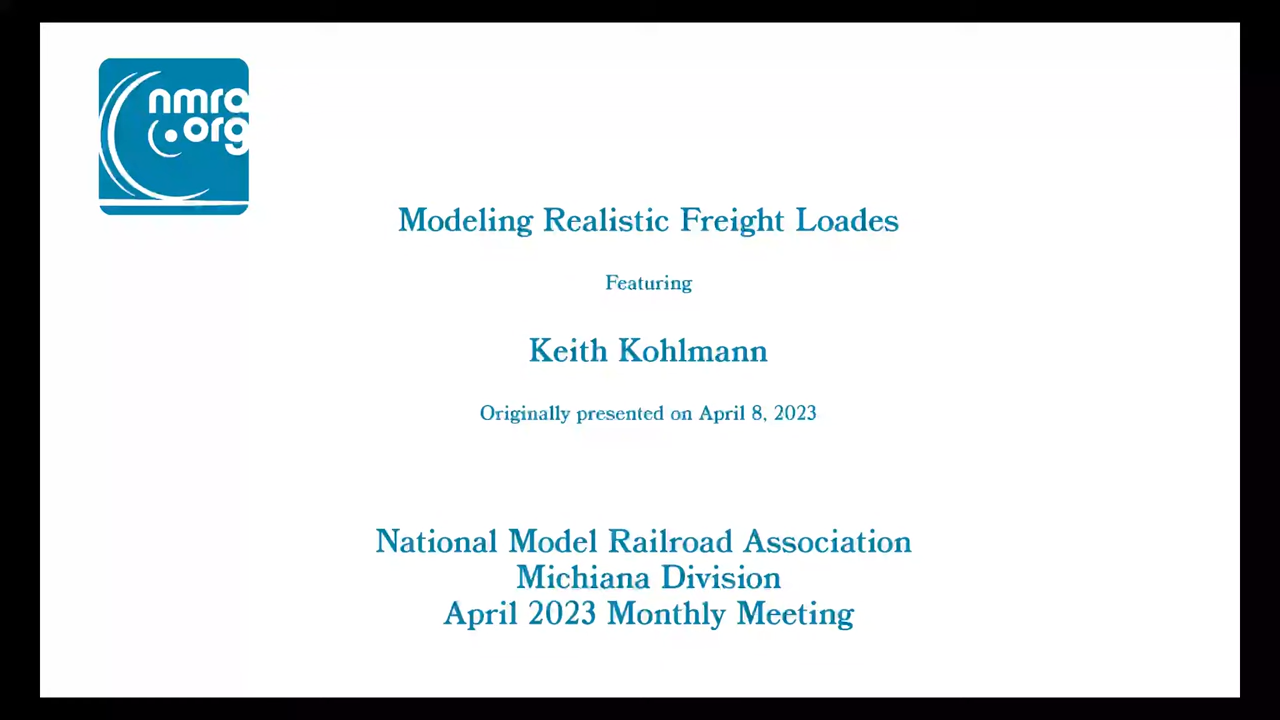 nmra
.org
Modeling Realistic Freight Loades
Featuring
Keith Kohlmann
Originally presented on April 8, 2023
National Model Railroad Association
Michiana Division
April 2023 Monthly Meeting